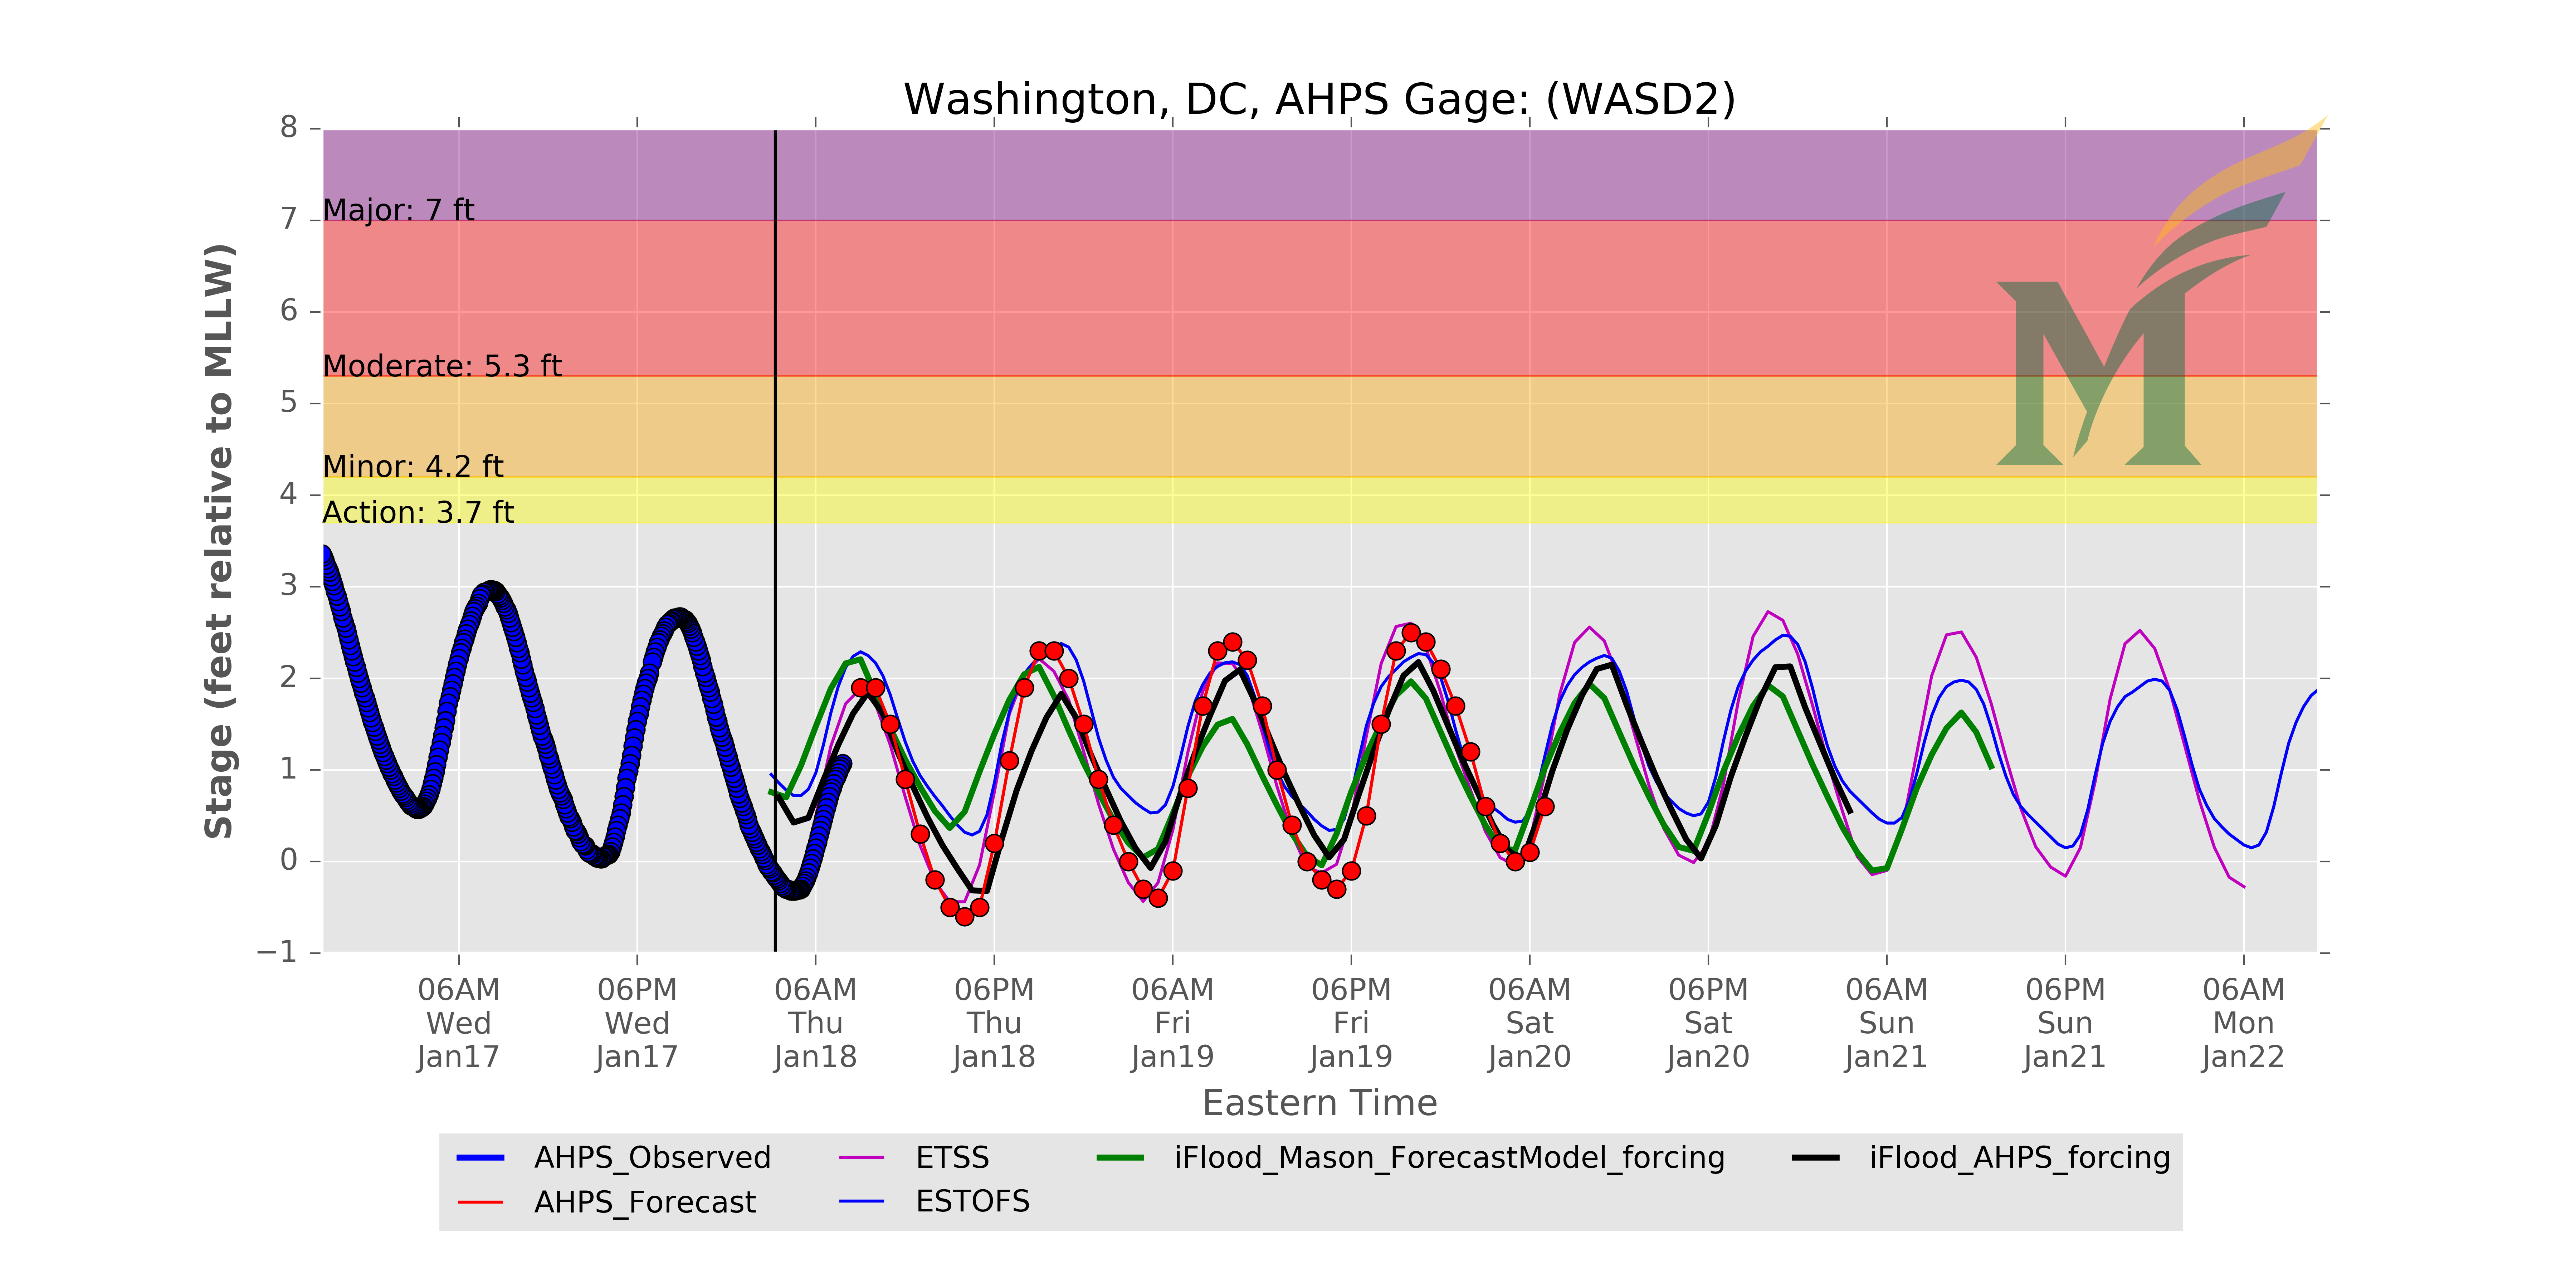 Washington, DC, AHPS Gage: (WASD2)
Stage (feet relative to MLLW)
8
7
6
5
4
3
2
1
0
−1
Major: 7 ft
Moderate: 5.3 ft
Minor: 4.2 ft
Action: 3.7 ft
M
06AM 06PM 06AM 06PM 06AM 06PM 06AM 06PM 06AM 06PM 06AM
Wed Wed Thu Thu Fri Fri Sat Sat Sun Sun Mon
Jan17 Jan17 Jan18 Jan18 Jan19 Jan19 Jan20 Jan20 Jan21 Jan21 Jan22
Eastern Time
AHPS_Observed ETSS iFlood_Mason_ForecastModel_forcing iFlood_AHPS_forcing
AHPS_Forecast ESTOFS